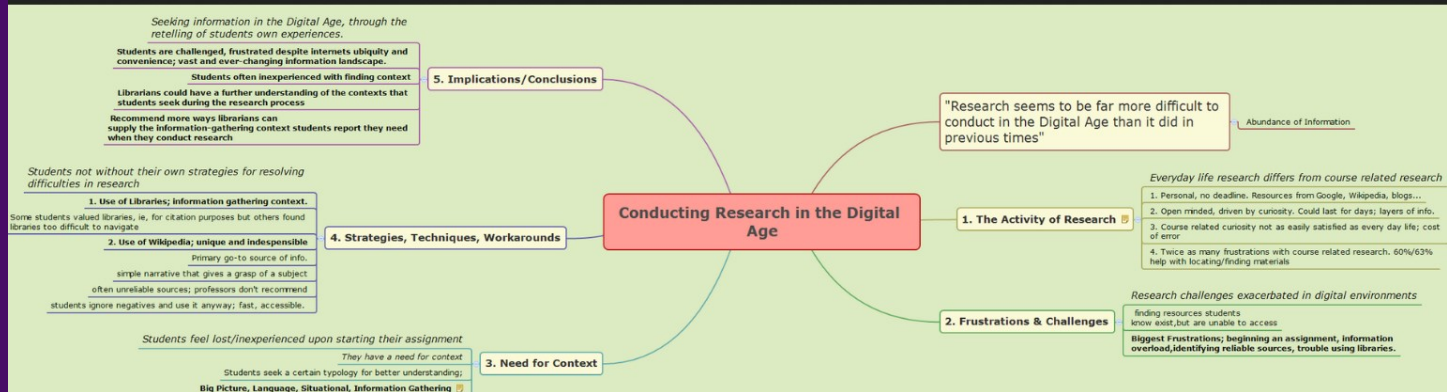 Conducting Research in the Digital
Age
"Research seems to be far more difficult to
conduct in the Digital Age than it did in
previous times"
Abundance of Information
1. The Activity of Research
Everyday life research differs from course related research
1. Personal, no deadline. Resources from Google, Wikipedia, blogs...
2. Open minded, driven by curiosity. Could last for days; layers of info.
3. Course related curiosity not as easily satisfied as every day life; cost
of error
4. Twice as many frustrations with course related research. 60%/63%
help with locating/finding materials
2. Frustrations & Challenges
Research challenges exacerbated in digital environments
finding resources students
know exist,but are unable to access
Biggest Frustrations; beginning an assignment, information
overload,identifying reliable sources, trouble using libraries.
3. Need for Context
Students feel lost/inexperienced upon starting their assignment
They have a need for context
Students seek a certain typology for better understanding;
Big Picture, Language, Situational, Information Gathering
4. Strategies, Techniques, Workarounds
Students not without their own strategies for resolving
difficulties in research
1. Use of Libraries; information gathering context.
Some students valued libraries, ie, for citation purposes but others found
libraries too difficult to navigate
2. Use of Wikipedia; unique and indespensible
Primary go-to source of info.
simple narrative that gives a grasp of a subject
often unreliable sources; professors don't recommend
students ignore negatives and use it anyway; fast, accessible.
5. Implications/Conclusions
Seeking information in the Digital Age, through the
retelling of students own experiences.
Students are challenged, frustrated despite internets ubiquity and
convenience; vast and ever-changing information landscape.
Students often inexperienced with finding context
Librarians could have a further understanding of the contexts that
students seek during the research process
Recommend more ways librarians can
supply the information-gathering context students report they need
when they conduct research